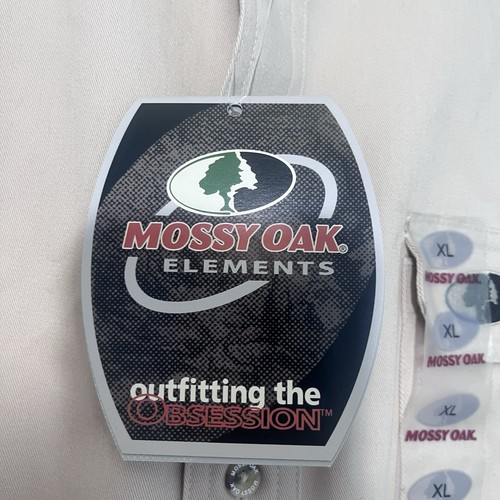 MOSSY OAK®
ELEMENTS
outfitting the
OBSESSION™
XL
MOSSY OAK.
XL
MOSSY OAK.
XL
MOSSY OAK.
XL